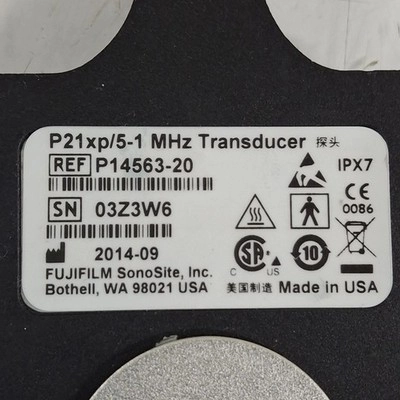 P21xp/5-1 MHz Transducer 探头
REF P14563-20
IPX7
SN 03Z3W6
CE
0086
2014-09
C US
10
FUJIFILM SonoSite, Inc.
Bothell, WA 98021 USA
美国制造 Made in USA